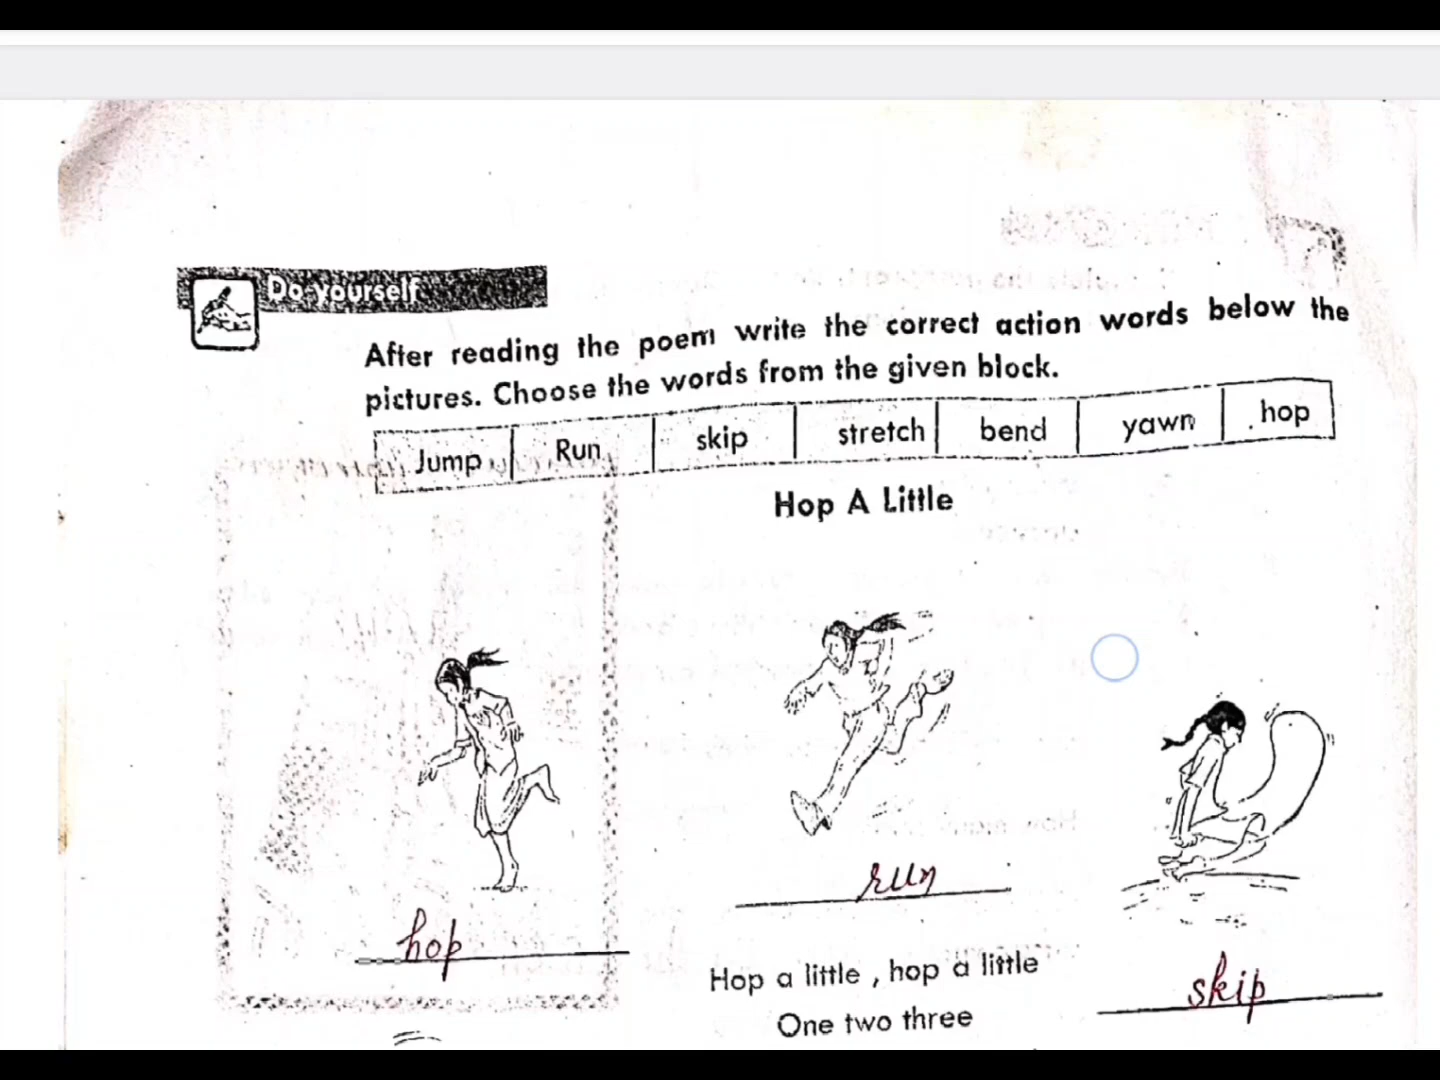 Do yourself
After reading the poem write the correct action words below the
pictures. Choose the words from the given block.
Jump Run skip stretch bend yawn hop
Hop A Little
run
hop
Hop a little , hop a little
skip
One two three